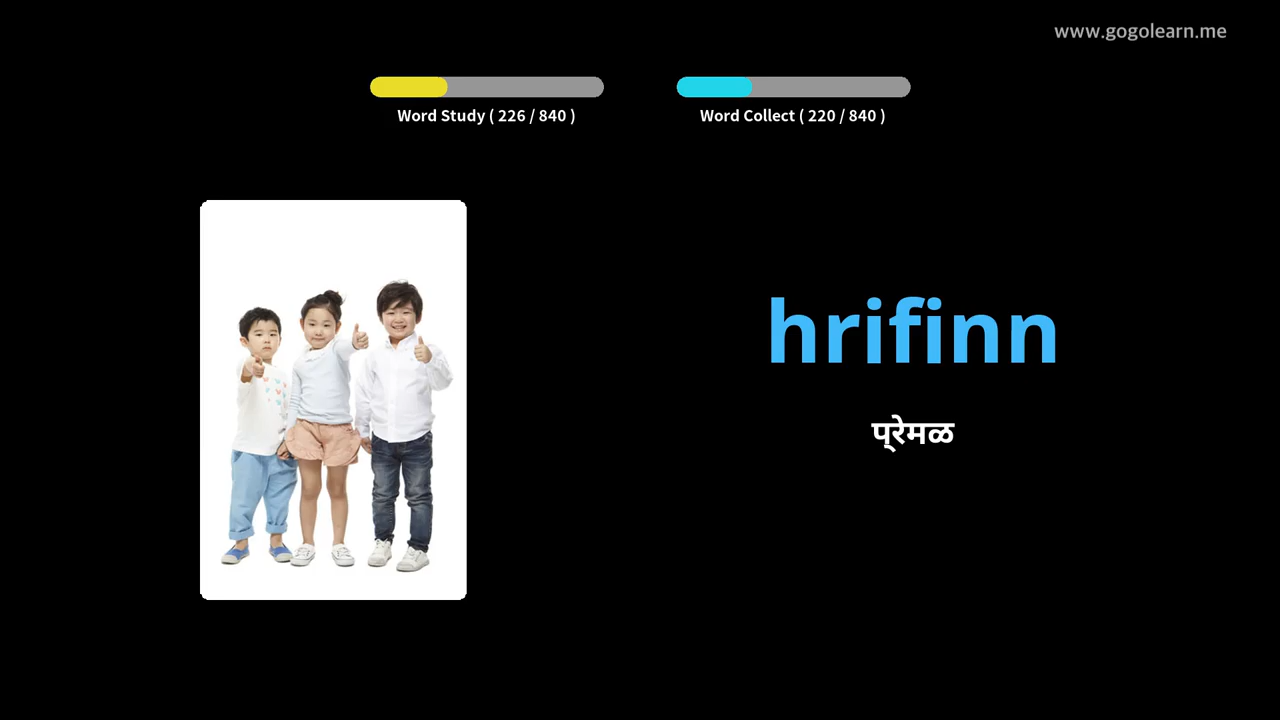 www.gogolearn.me
Word Study ( 226 / 840 )
Word Collect ( 220 / 840 )
hrifinn
प्रेमळ